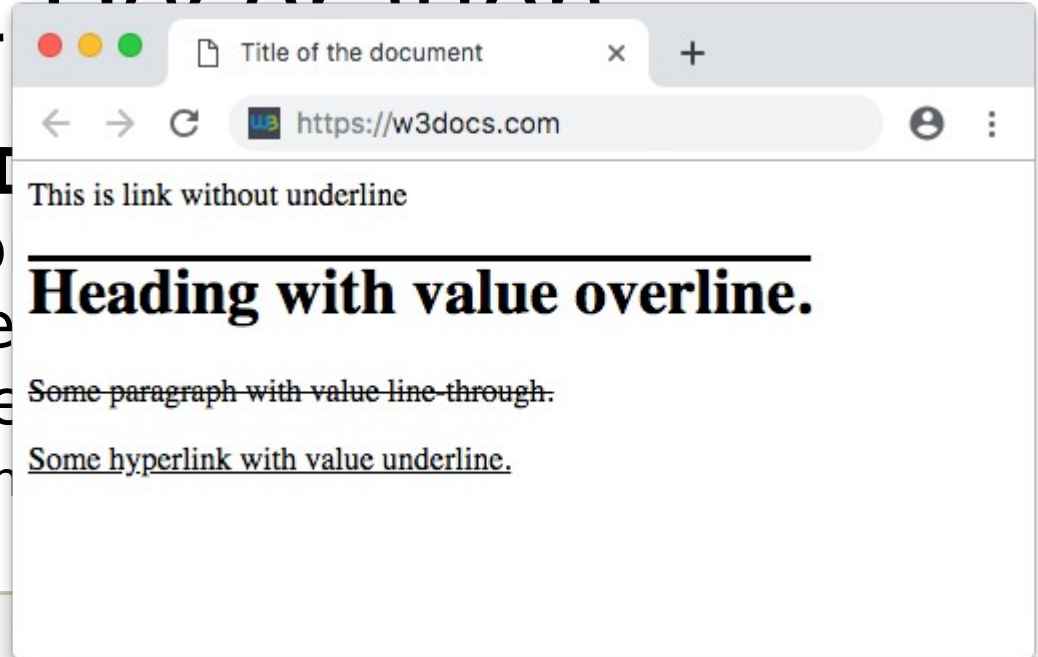 Title of the document
https://w3docs.com
This is link without underline
Heading with value overline.
Some paragraph with value line-through.
Some hyperlink with value underline.